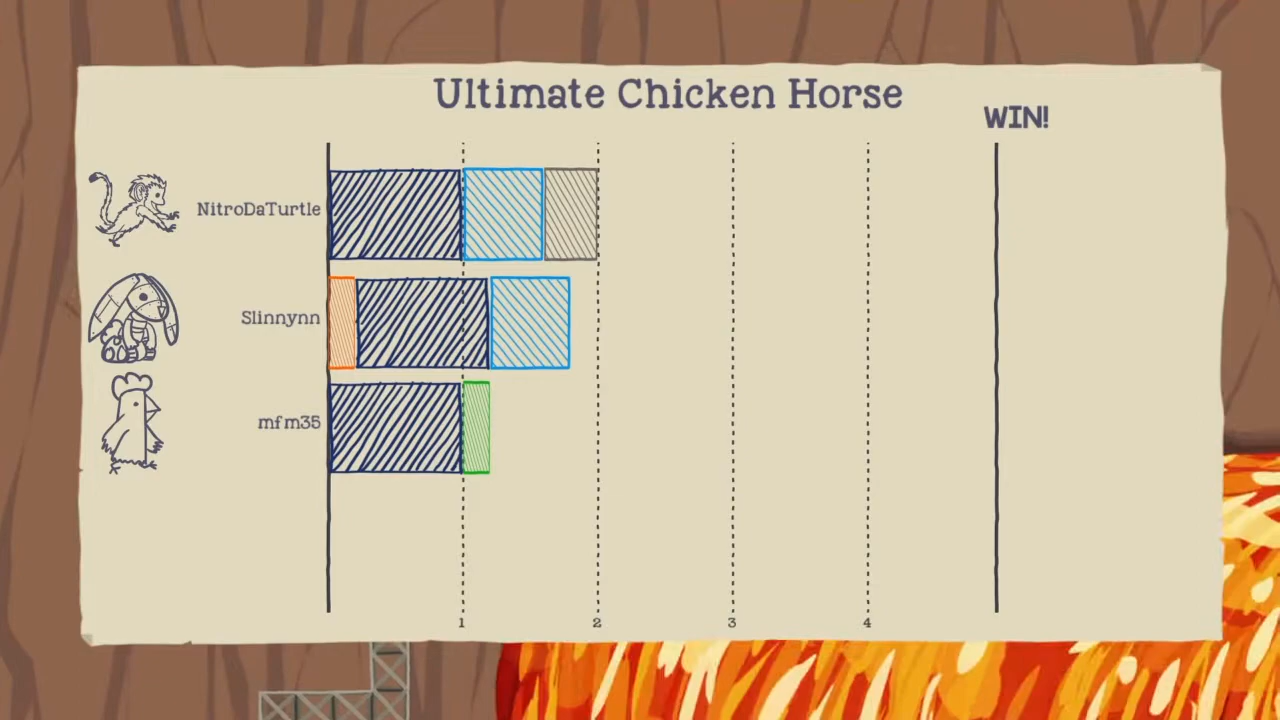 Ultimate Chicken Horse
WIN!
NitroDaTurtle
Slinnynn
mfm35
1 2 3 4